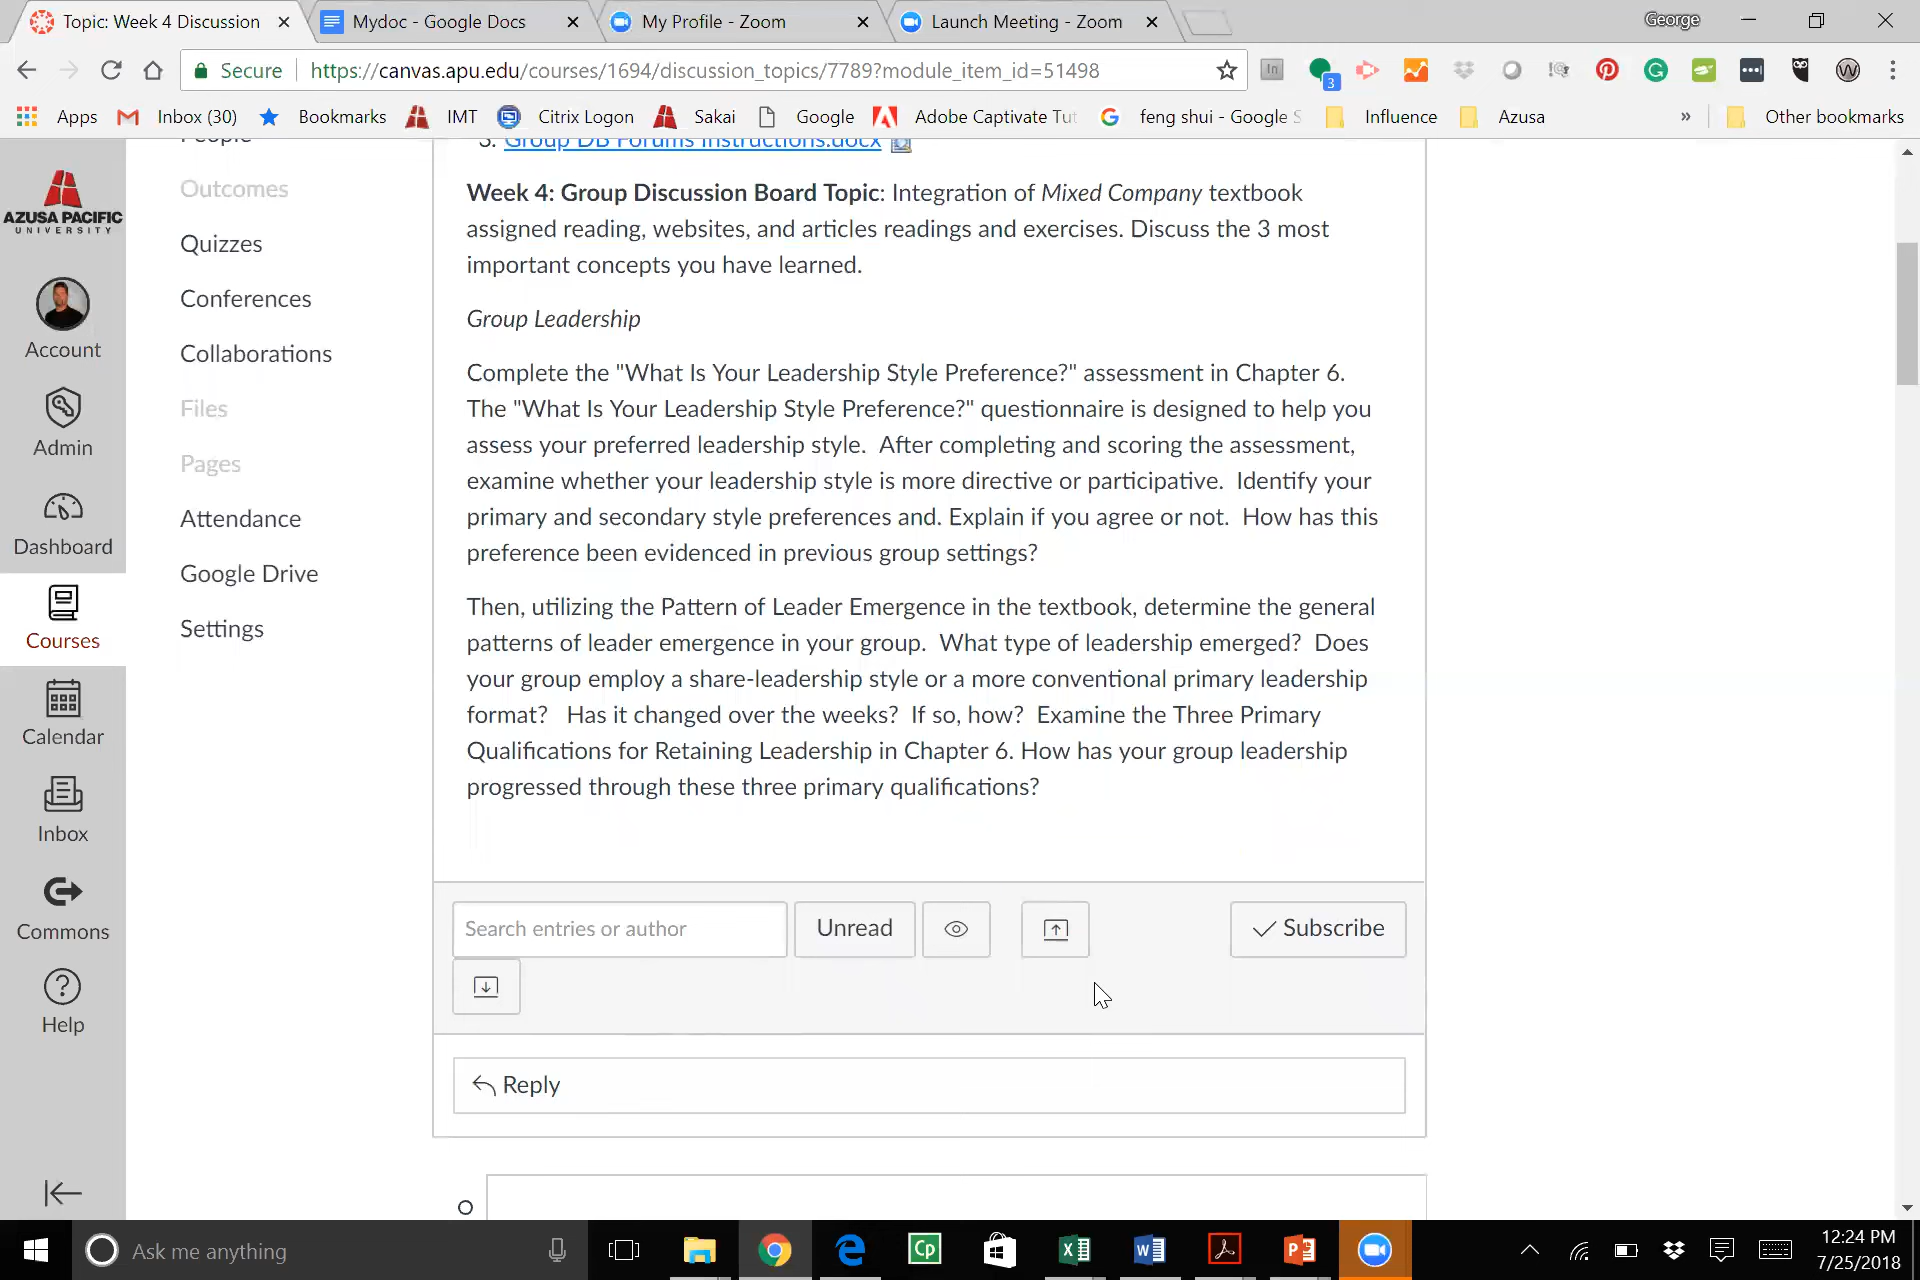 Topic: Week 4 Discussion
Mydoc - Google Docs
My Profile - Zoom
Launch Meeting - Zoom
George
Secure
https://canvas.apu.edu/courses/1694/discussion_topics/7789?module_item_id=51498
3
Apps
Inbox (30)
Bookmarks
IMT
Citrix Logon
Sakai
Google
Adobe Captivate Tut
feng shui - Google S
Influence
Azusa
»
Other bookmarks
AZUSA PACIFIC
UNIVERSITY
Account
Admin
Dashboard
Courses
Calendar
Inbox
Commons
Help
People
Outcomes
Quizzes
Conferences
Collaborations
Files
Pages
Attendance
Google Drive
Settings
3. Group DB Forums Instructions.docx
Week 4: Group Discussion Board Topic: Integration of Mixed Company textbook
assigned reading, websites, and articles readings and exercises. Discuss the 3 most
important concepts you have learned.
Group Leadership
Complete the "What Is Your Leadership Style Preference?" assessment in Chapter 6.
The "What Is Your Leadership Style Preference?" questionnaire is designed to help you
assess your preferred leadership style.  After completing and scoring the assessment,
examine whether your leadership style is more directive or participative.  Identify your
primary and secondary style preferences and. Explain if you agree or not.  How has this
preference been evidenced in previous group settings?
Then, utilizing the Pattern of Leader Emergence in the textbook, determine the general
patterns of leader emergence in your group.  What type of leadership emerged?  Does
your group employ a share-leadership style or a more conventional primary leadership
format?   Has it changed over the weeks?  If so, how?  Examine the Three Primary
Qualifications for Retaining Leadership in Chapter 6. How has your group leadership
progressed through these three primary qualifications?
Search entries or author
Unread
Subscribe
Reply
Ask me anything
Cp
12:24 PM
7/25/2018